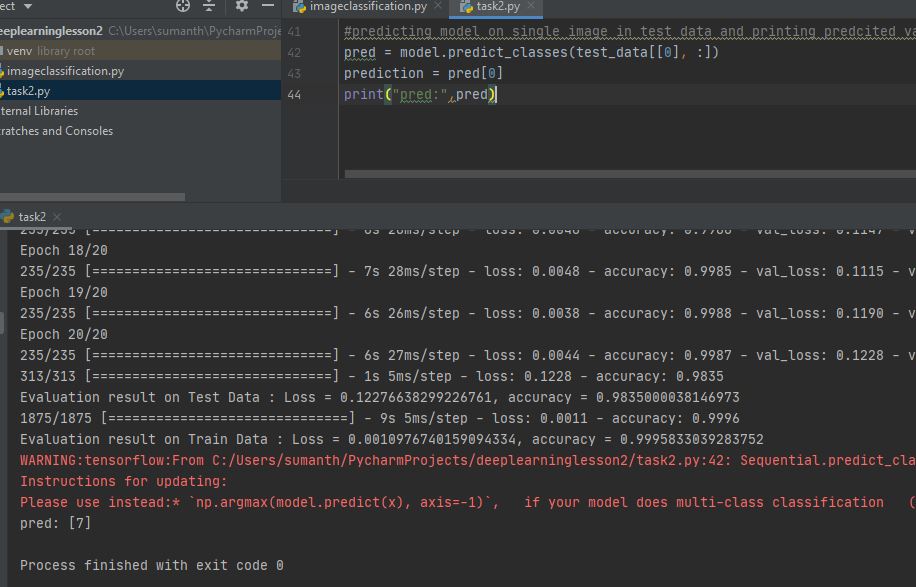 ect
imageclassification.py
task2.py
eeplearninglesson2 C:\Users\sumanth\PycharmProje
venv library root
imageclassification.py
task2.py
ternal Libraries
ratches and Consoles
41 #predicting model on single image in test data and printing predcited va
42 pred = model.predict_classes(test_data[[0], :])
43 prediction = pred[0]
44 print("pred:",pred)
task2
235/235 [==============================] - 6s 26ms/step - loss: 0.0046 - accuracy: 0.9986 - val_loss: 0.1147 - v
Epoch 18/20
235/235 [==============================] - 7s 28ms/step - loss: 0.0048 - accuracy: 0.9985 - val_loss: 0.1115 - v
Epoch 19/20
235/235 [==============================] - 6s 26ms/step - loss: 0.0038 - accuracy: 0.9988 - val_loss: 0.1190 - v
Epoch 20/20
235/235 [==============================] - 6s 27ms/step - loss: 0.0044 - accuracy: 0.9987 - val_loss: 0.1228 - v
313/313 [==============================] - 1s 5ms/step - loss: 0.1228 - accuracy: 0.9835
Evaluation result on Test Data : Loss = 0.12276638299226761, accuracy = 0.9835000038146973
1875/1875 [==============================] - 9s 5ms/step - loss: 0.0011 - accuracy: 0.9996
Evaluation result on Train Data : Loss = 0.0010976740159094334, accuracy = 0.9995833039283752
WARNING:tensorflow:From C:/Users/sumanth/PycharmProjects/deeplearninglesson2/task2.py:42: Sequential.predict_cla
Instructions for updating:
Please use instead:* `np.argmax(model.predict(x), axis=-1)`,   if your model does multi-class classification   (
pred: [7]
Process finished with exit code 0